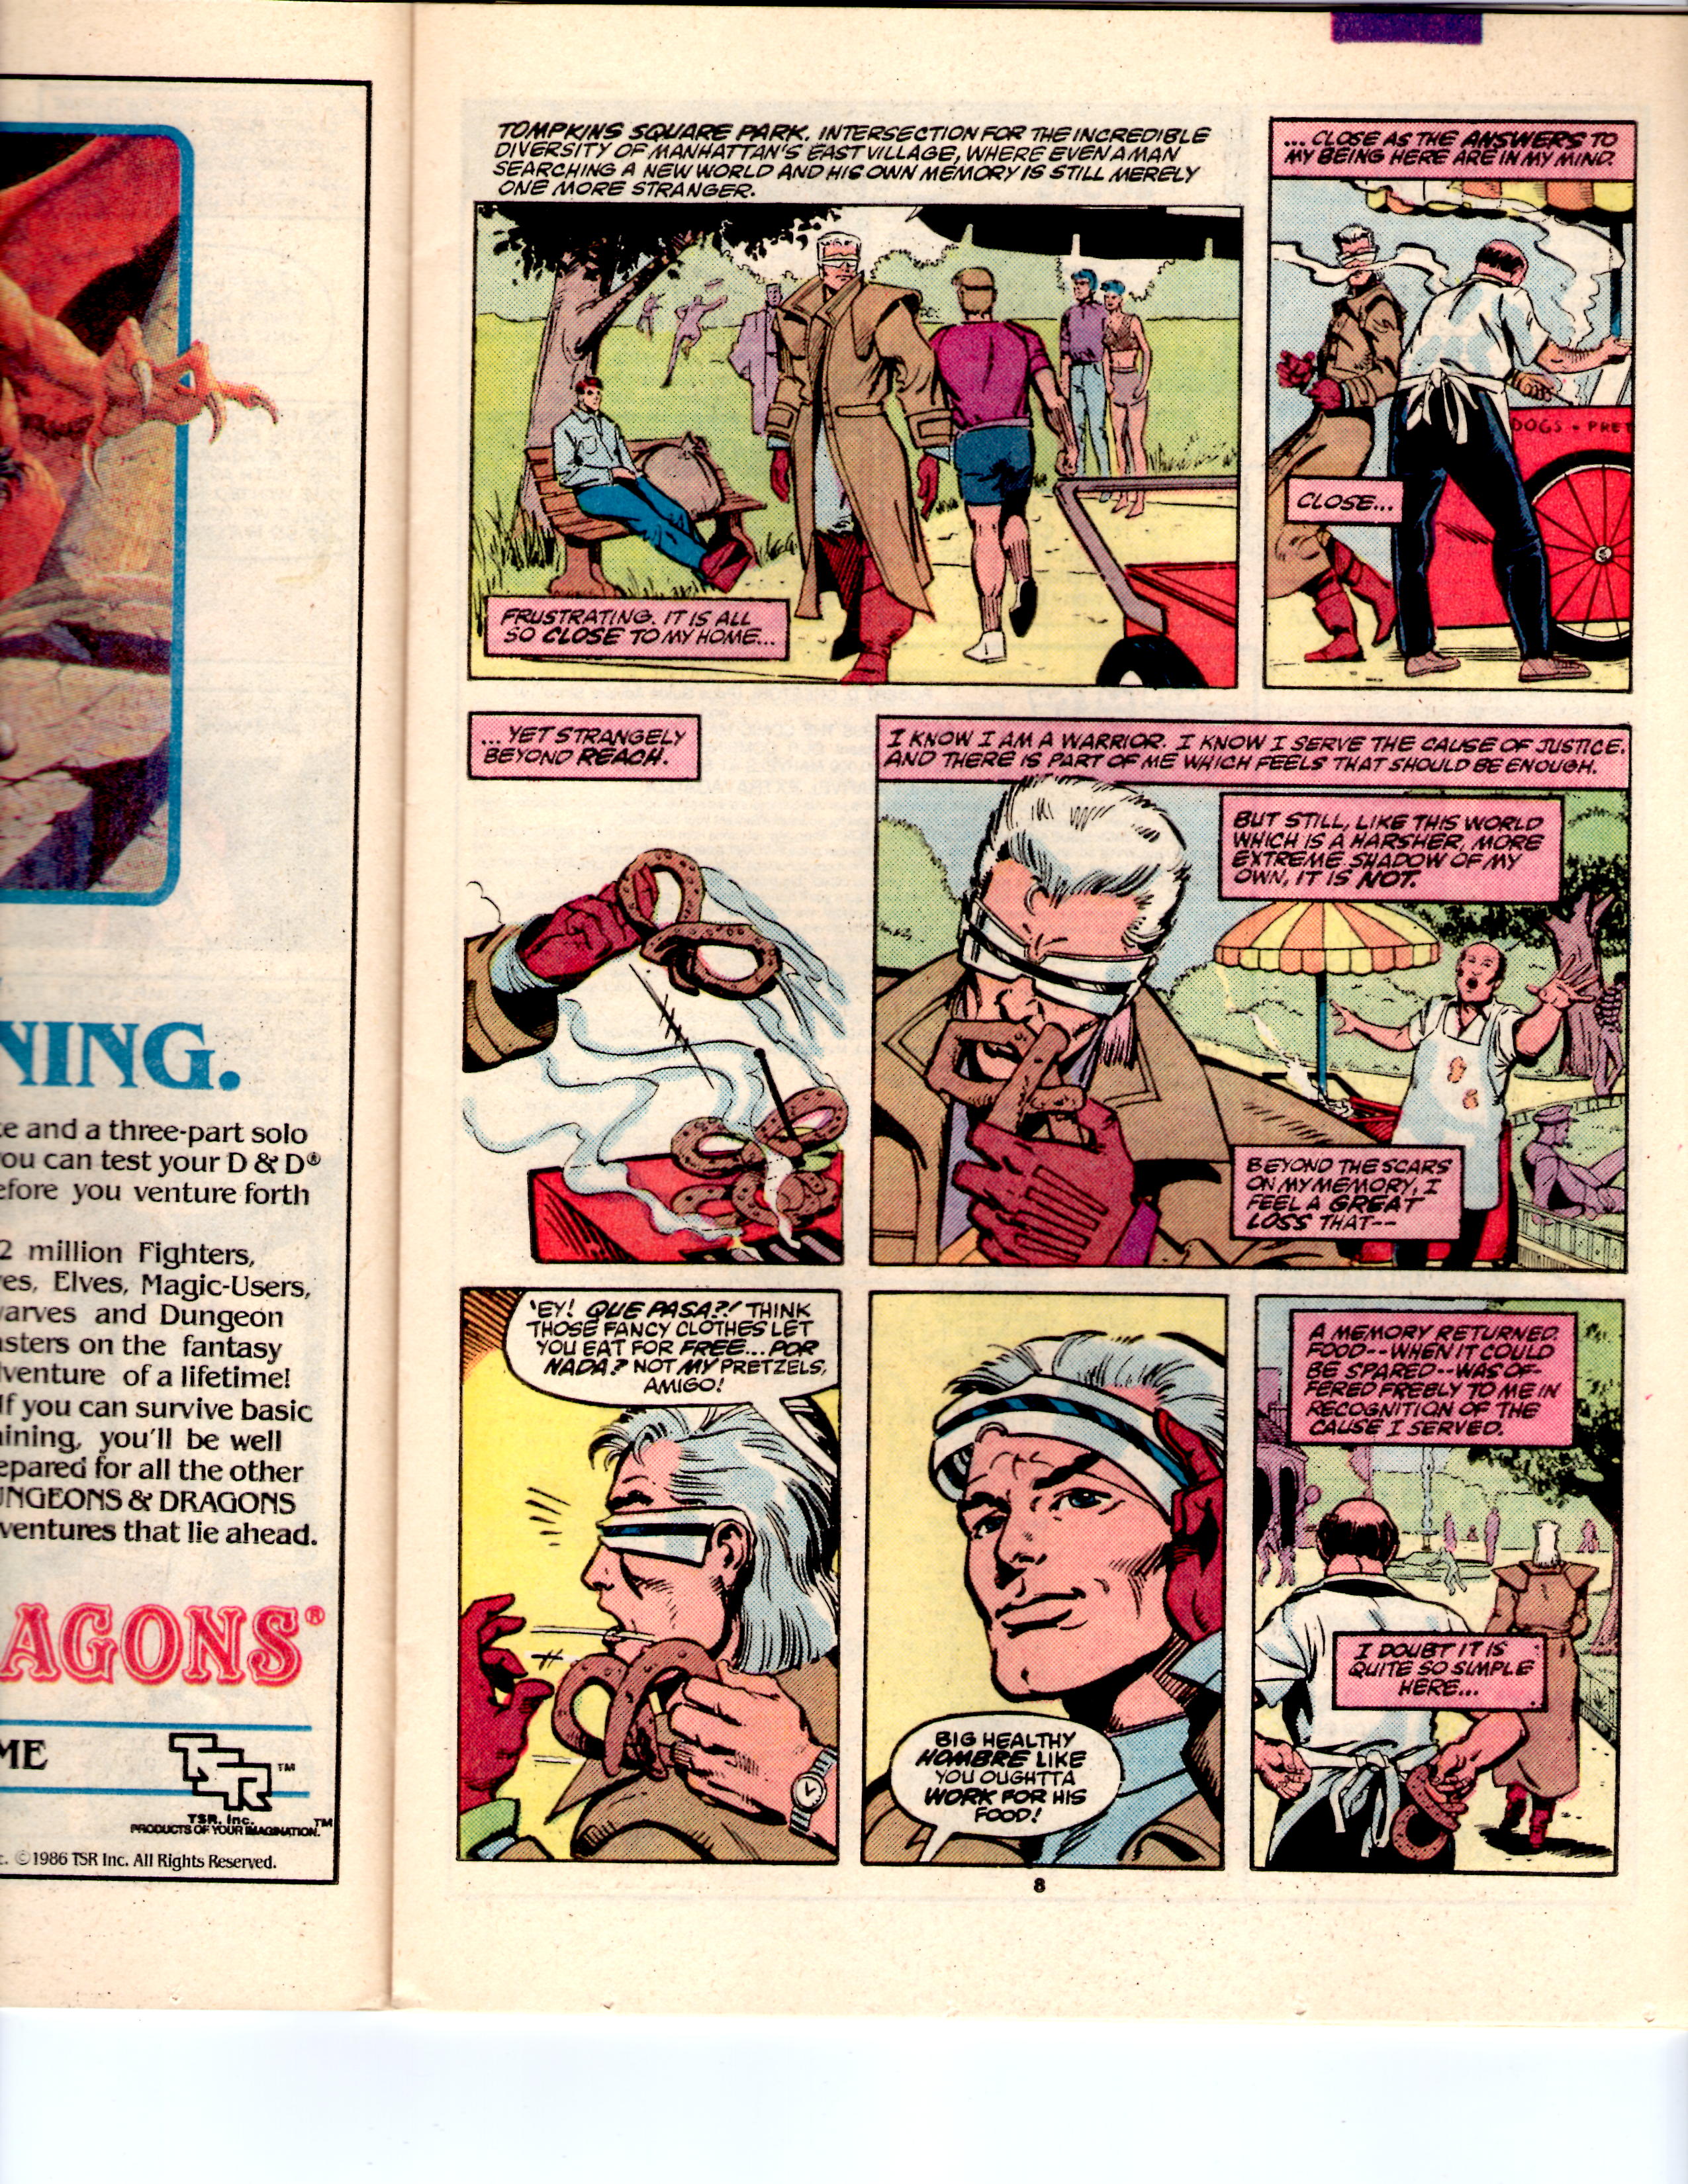 NING.
e and a three-part solo
ou can test your D & D®
efore you venture forth
2 million Fighters,
es, Elves, Magic-Users,
warves and Dungeon
asters on the fantasy
dventure of a lifetime!
If you can survive basic
aining, you'll be well
epared for all the other
UNGEONS & DRAGONS
ventures that lie ahead.
AGONS®
ME
TSR ™
TSR, Inc.
PRODUCTS OF YOUR IMAGINATION.™
c. ©1986 TSR Inc. All Rights Reserved.
TOMPKINS SQUARE PARK. INTERSECTION FOR THE INCREDIBLE
DIVERSITY OF MANHATTAN'S EAST VILLAGE, WHERE EVEN A MAN
SEARCHING A NEW WORLD AND HIS OWN MEMORY IS STILL MERELY
ONE MORE STRANGER.
FRUSTRATING. IT IS ALL
SO CLOSE TO MY HOME...
... CLOSE AS THE ANSWERS TO
MY BEING HERE ARE IN MY MIND.
DOGS • PRET
CLOSE...
... YET STRANGELY
BEYOND REACH.
I KNOW I AM A WARRIOR. I KNOW I SERVE THE CAUSE OF JUSTICE.
AND THERE IS PART OF ME WHICH FEELS THAT SHOULD BE ENOUGH.
BUT STILL, LIKE THIS WORLD
WHICH IS A HARSHER, MORE
EXTREME SHADOW OF MY
OWN, IT IS NOT.
BEYOND THE SCARS
ON MY MEMORY, I
FEEL A GREAT
LOSS THAT--
'EY! QUE PASA?! THINK
THOSE FANCY CLOTHES LET
YOU EAT FOR FREE... POR
NADA? NOT MY PRETZELS,
AMIGO!
BIG HEALTHY
HOMBRE LIKE
YOU OUGHTTA
WORK FOR HIS
FOOD!
A MEMORY RETURNED.
FOOD--WHEN IT COULD
BE SPARED--WAS OF-
FERED FREELY TO ME IN
RECOGNITION OF THE
CAUSE I SERVED.
I DOUBT IT IS
QUITE SO SIMPLE
HERE...
8